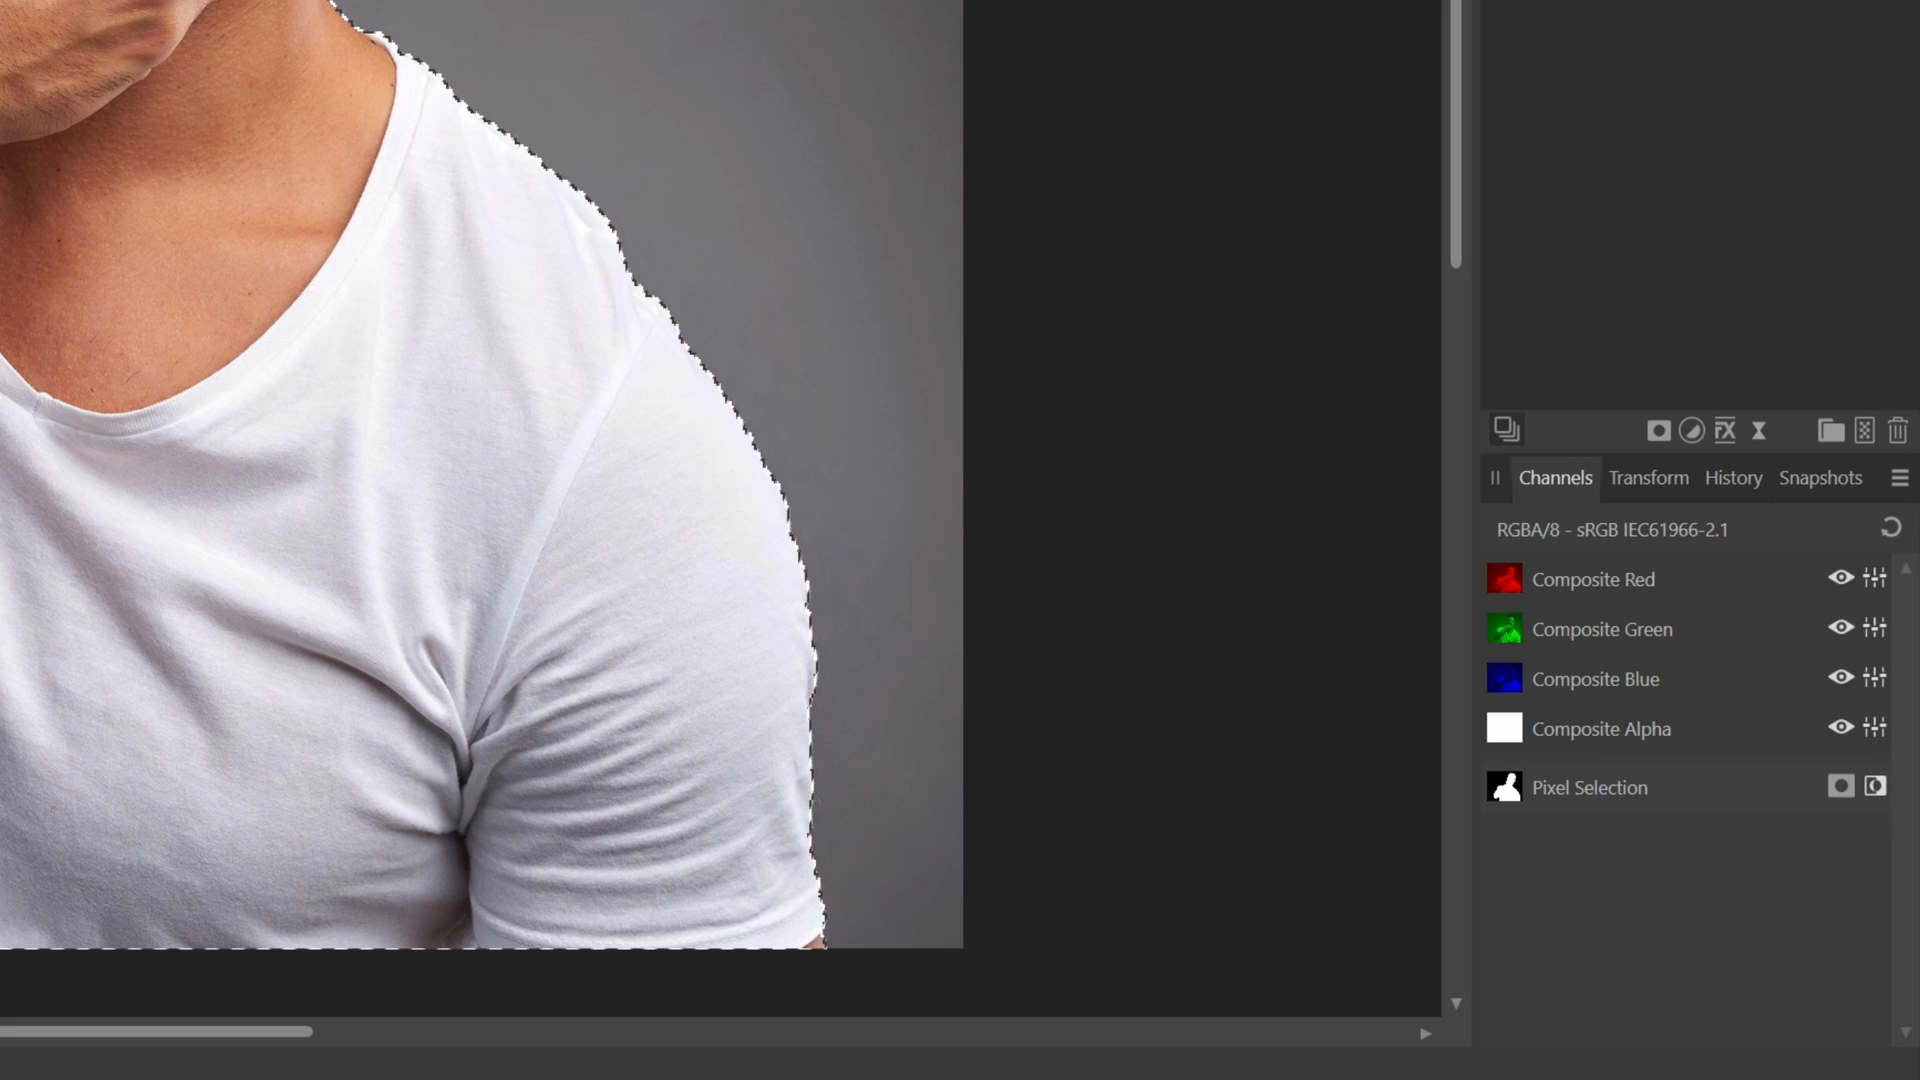 Channels Transform History Snapshots
RGBA/8 - sRGB IEC61966-2.1
Composite Red
Composite Green
Composite Blue
Composite Alpha
Pixel Selection